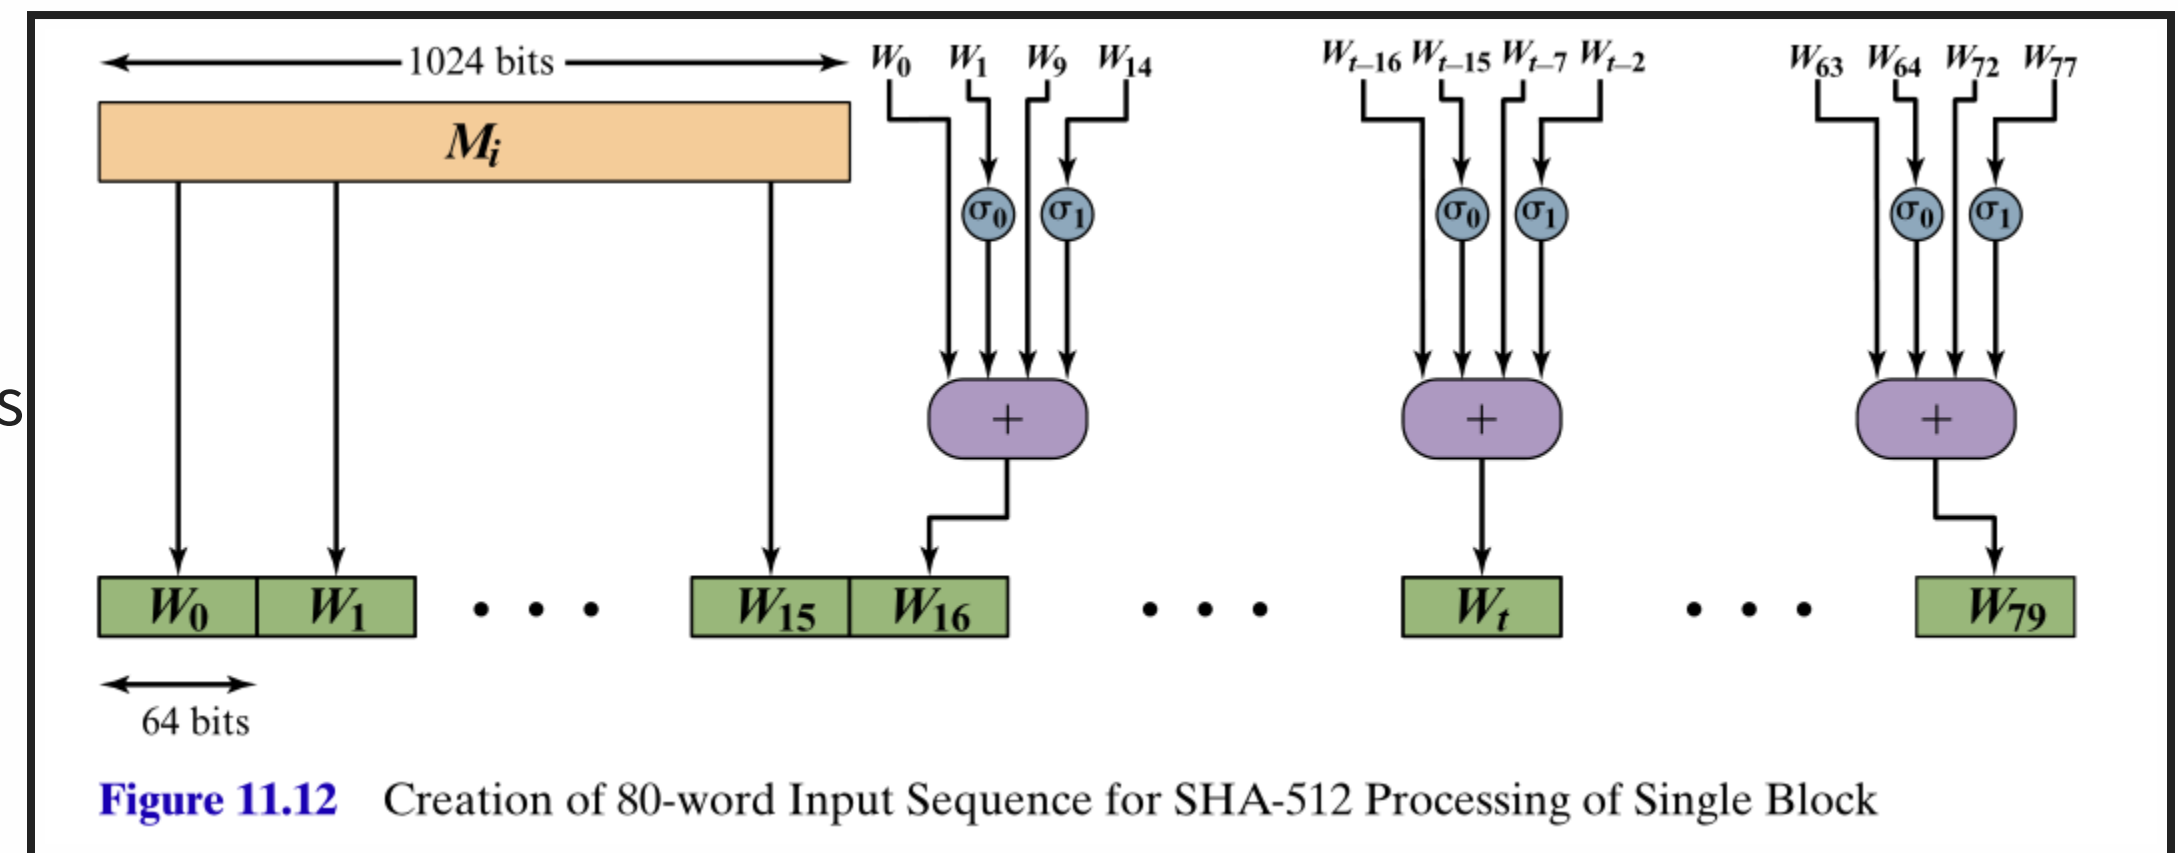 1024 bits
W0 W1 W9 W14
Wt–16 Wt–15 Wt–7 Wt–2
W63 W64 W72 W77
Mi
σ0 σ1
σ0 σ1
σ0 σ1
s
+ + +
W0 W1 • • • W15 W16 • • • Wt • • • W79
64 bits
Figure 11.12 Creation of 80-word Input Sequence for SHA-512 Processing of Single Block